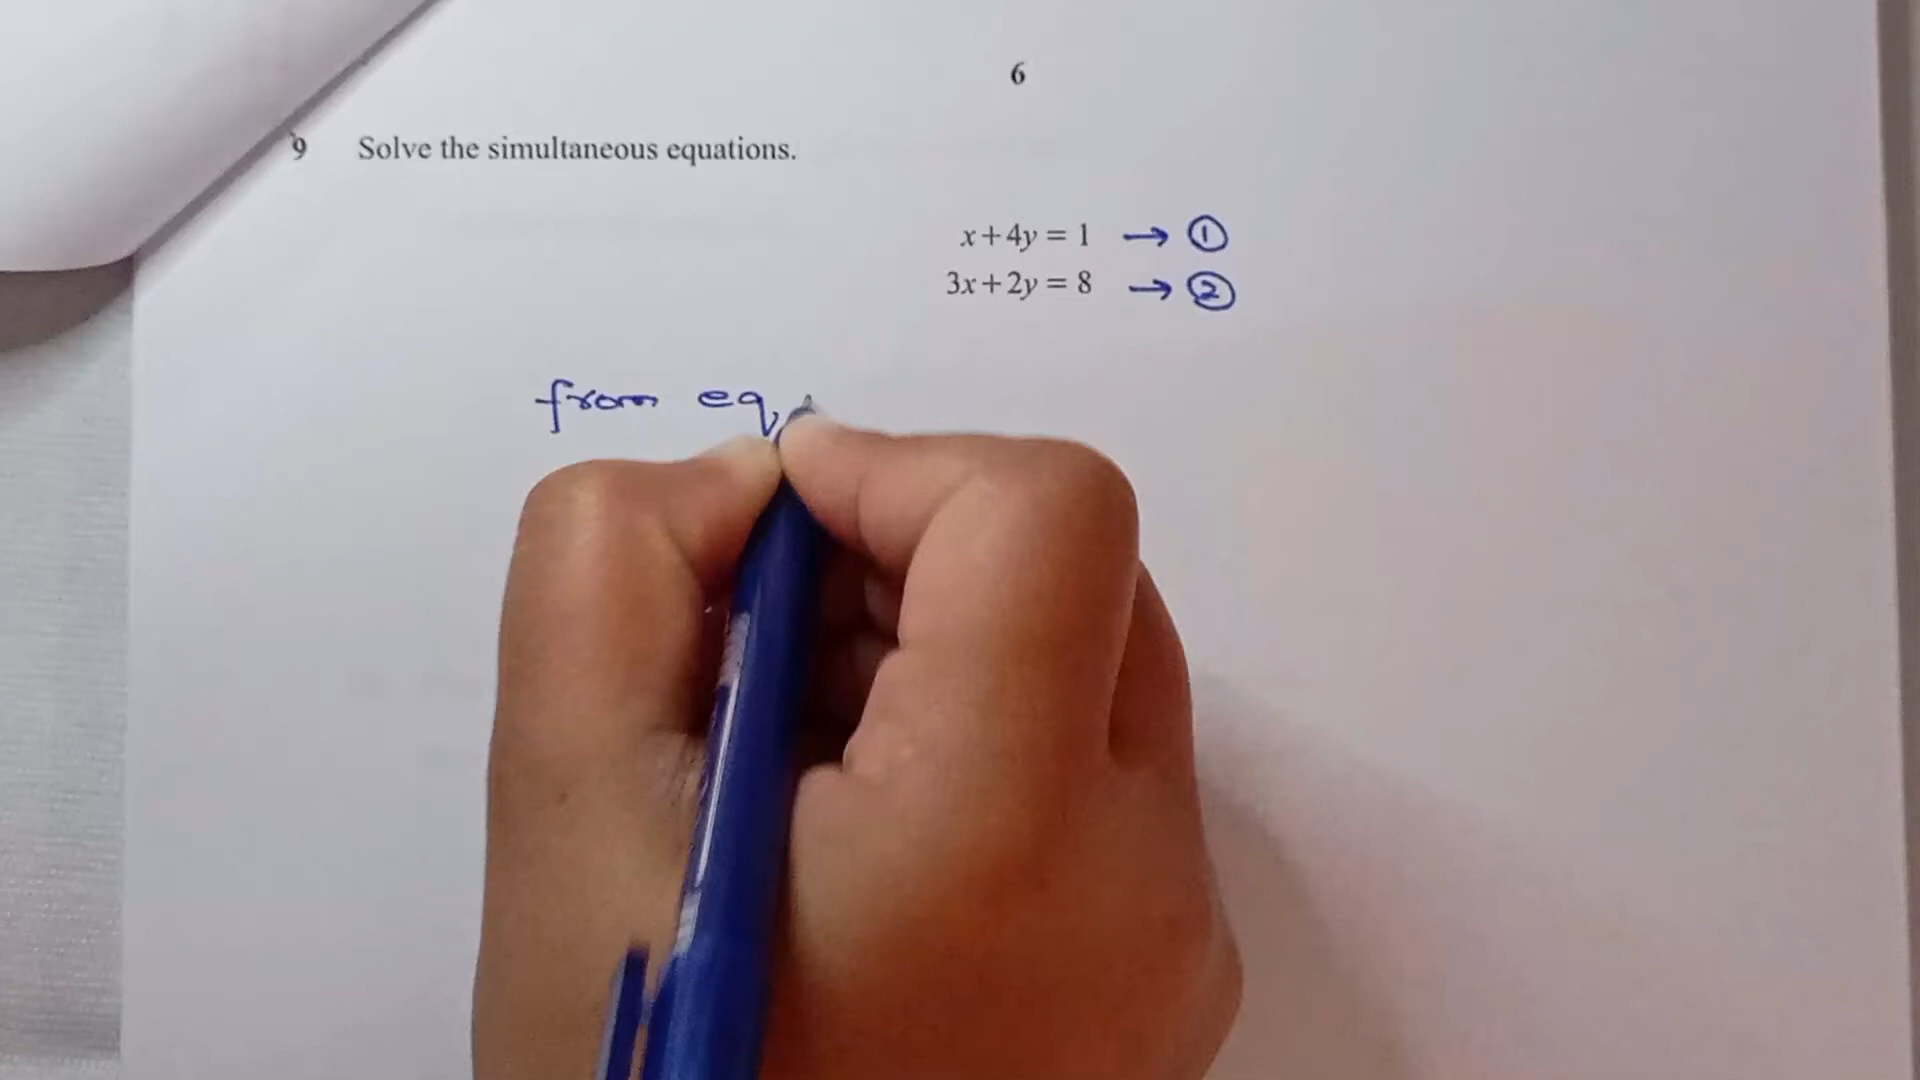 6
9 Solve the simultaneous equations.
x+4y = 1 → ①
3x+2y = 8 → ②
from eq